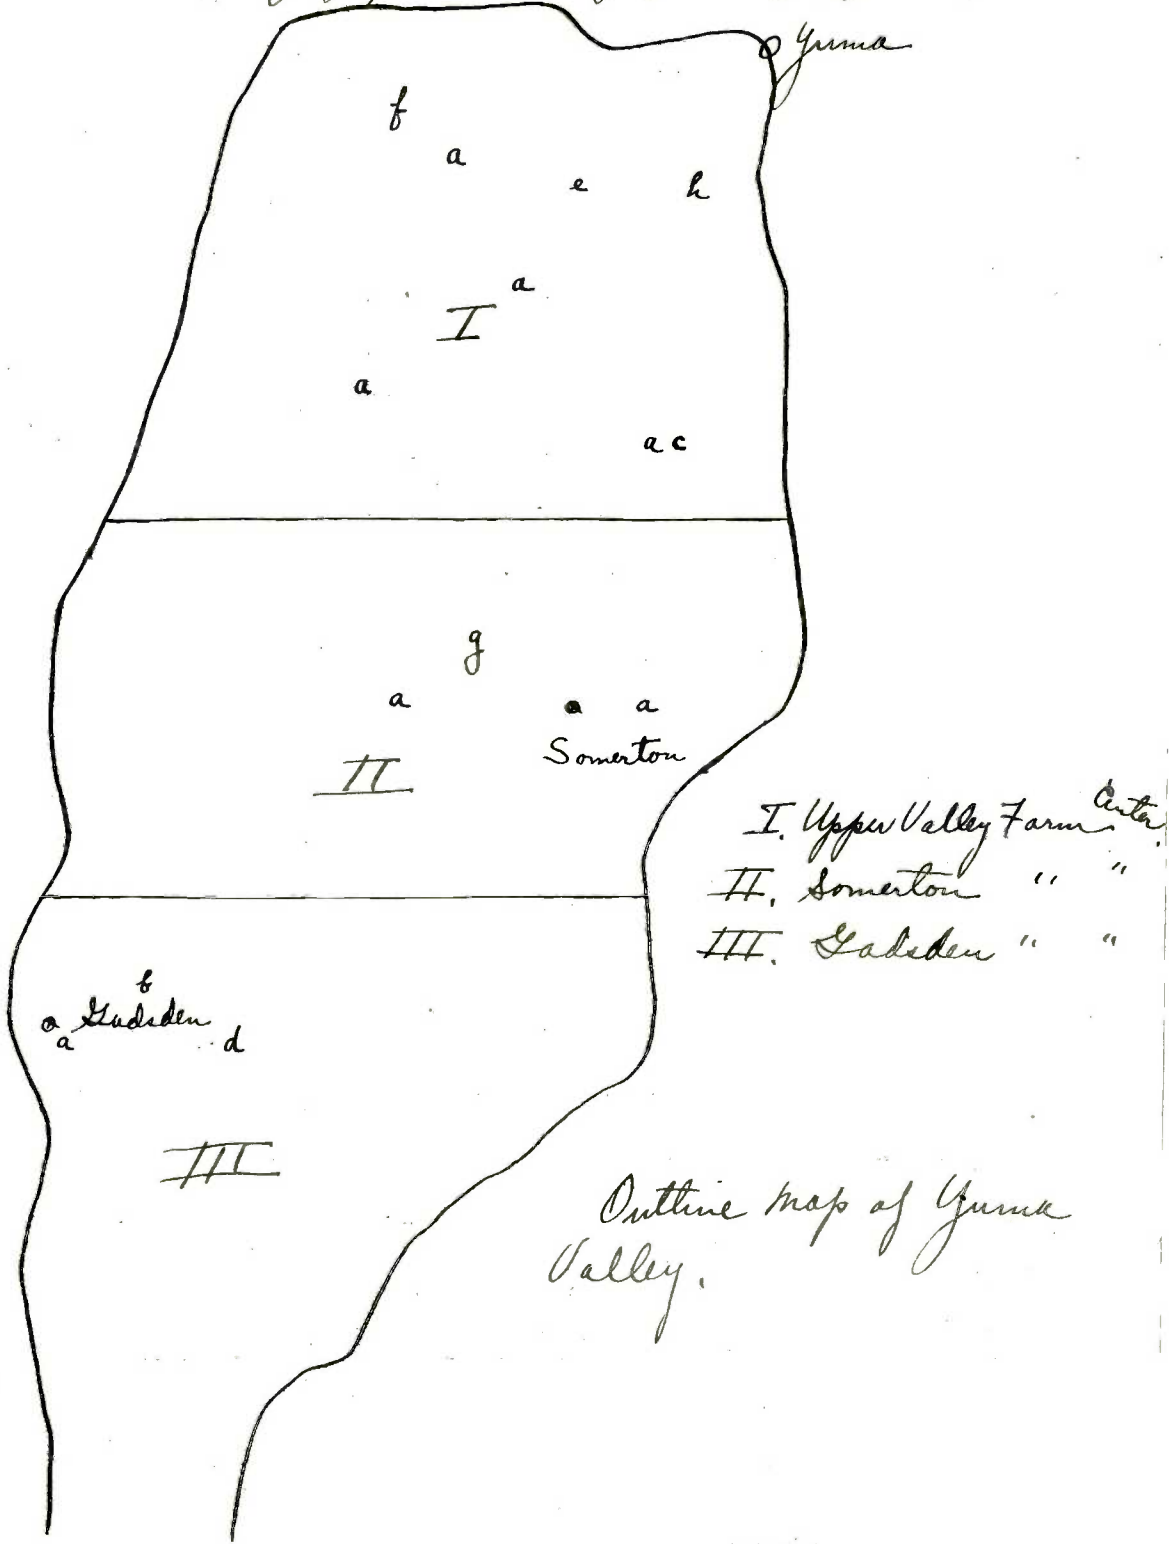 Yuma
f
a
e h
a
I
a
a c
g
a a
Somerton
II
I. Upper Valley Farm Center.
II. Somerton " "
III. Gadsden " "
Gadsden
a
d
III
Outline map of Yuma
Valley.